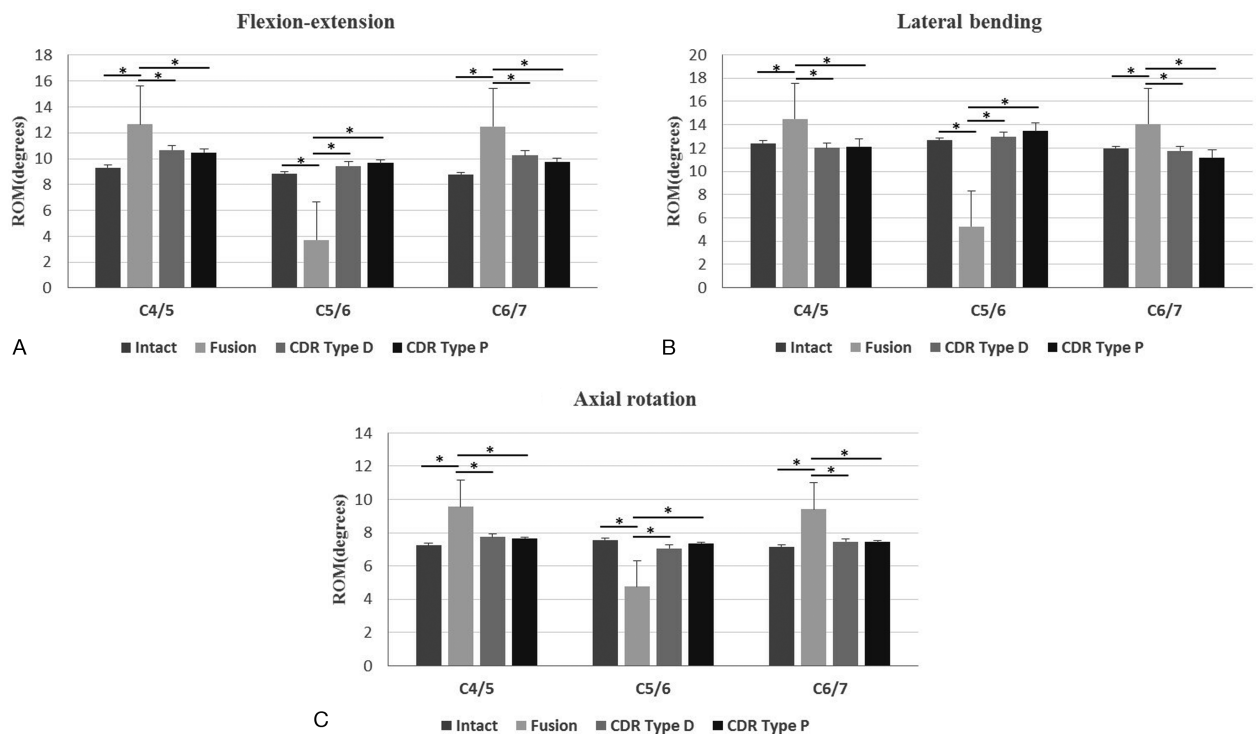 Flexion-extension
ROM(degrees)
18
16
14
12
10
8
6
4
2
0
* * * * * * * * *
C4/5 C5/6 C6/7
A
Intact Fusion CDR Type D CDR Type P
Lateral bending
ROM(degrees)
20
18
16
14
12
10
8
6
4
2
0
* * * * * * * * *
C4/5 C5/6 C6/7
B
Intact Fusion CDR Type D CDR Type P
Axial rotation
ROM(degrees)
14
12
10
8
6
4
2
0
* * * * * * * * *
C4/5 C5/6 C6/7
C
Intact Fusion CDR Type D CDR Type P